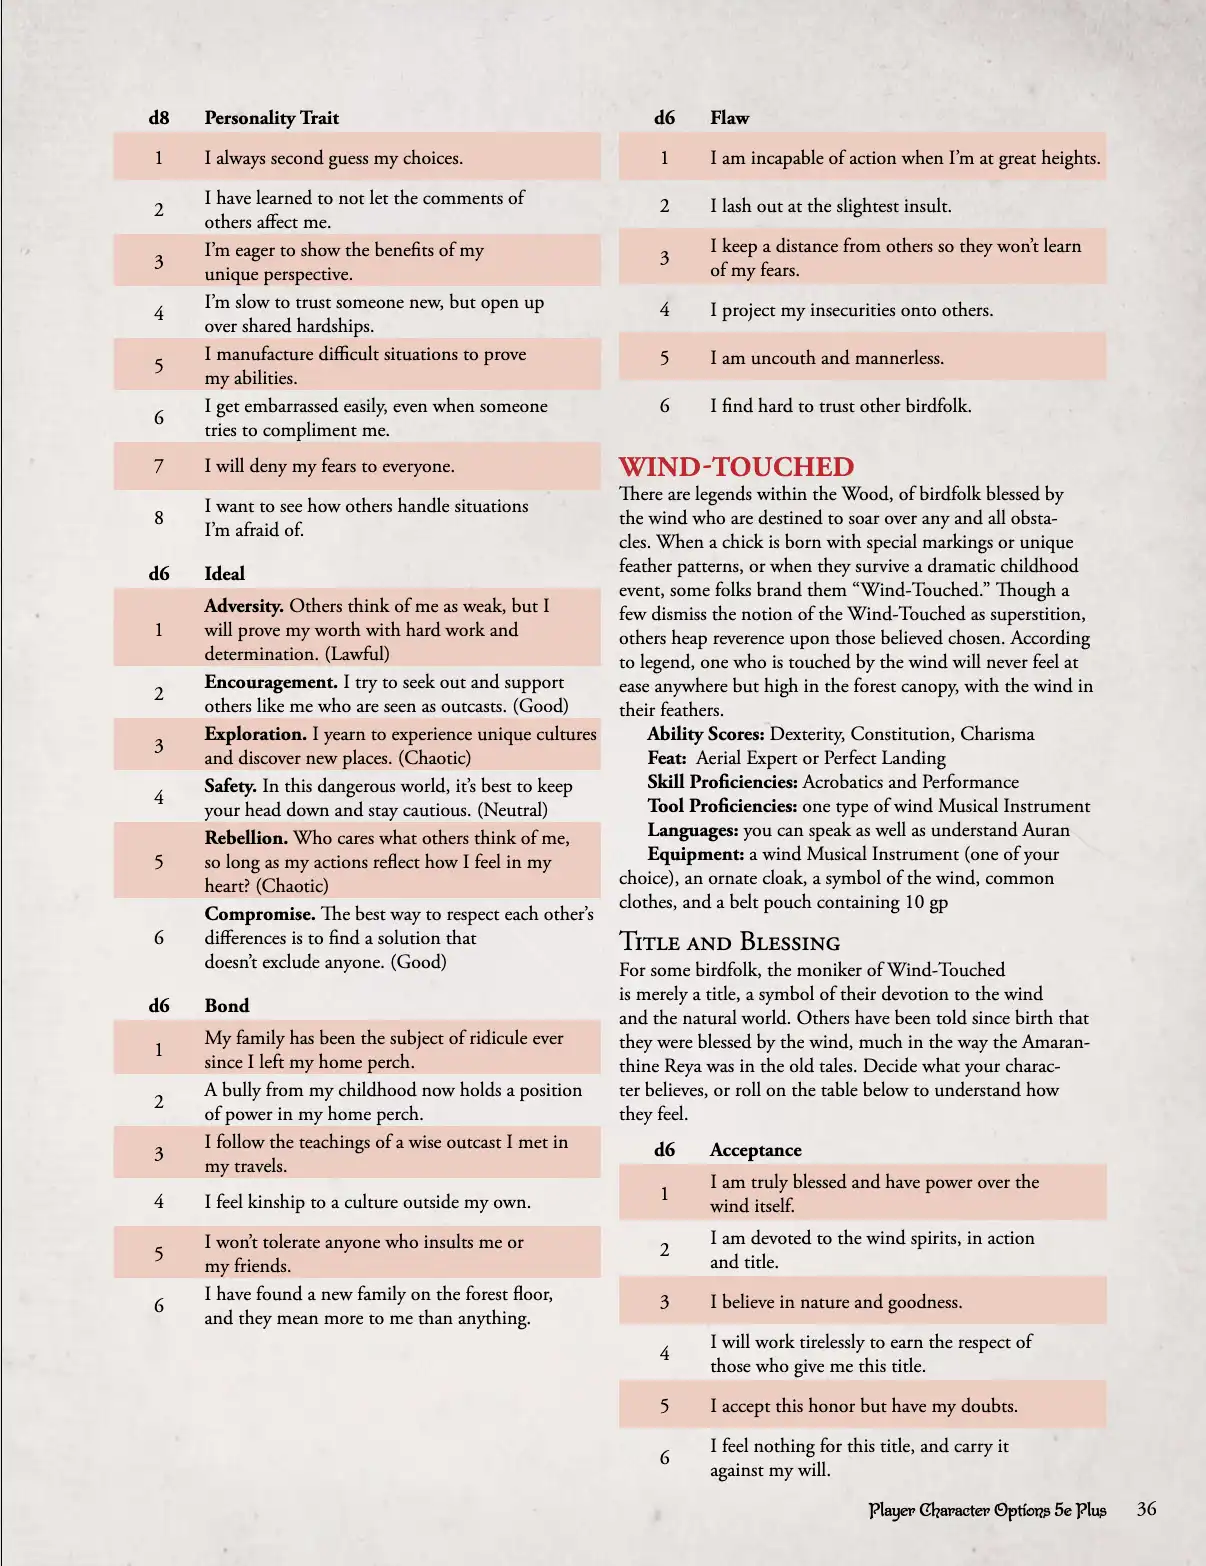 d8 Personality Trait
1 I always second guess my choices.
2 I have learned to not let the comments of
others affect me.
3 I'm eager to show the benefits of my
unique perspective.
4 I'm slow to trust someone new, but open up
over shared hardships.
5 I manufacture difficult situations to prove
my abilities.
6 I get embarrassed easily, even when someone
tries to compliment me.
7 I will deny my fears to everyone.
8 I want to see how others handle situations
I'm afraid of.
d6 Ideal
1 Adversity. Others think of me as weak, but I
will prove my worth with hard work and
determination. (Lawful)
2 Encouragement. I try to seek out and support
others like me who are seen as outcasts. (Good)
3 Exploration. I yearn to experience unique cultures
and discover new places. (Chaotic)
4 Safety. In this dangerous world, it's best to keep
your head down and stay cautious. (Neutral)
5 Rebellion. Who cares what others think of me,
so long as my actions reflect how I feel in my
heart? (Chaotic)
6 Compromise. The best way to respect each other's
differences is to find a solution that
doesn't exclude anyone. (Good)
d6 Bond
1 My family has been the subject of ridicule ever
since I left my home perch.
2 A bully from my childhood now holds a position
of power in my home perch.
3 I follow the teachings of a wise outcast I met in
my travels.
4 I feel kinship to a culture outside my own.
5 I won't tolerate anyone who insults me or
my friends.
6 I have found a new family on the forest floor,
and they mean more to me than anything.
d6 Flaw
1 I am incapable of action when I'm at great heights.
2 I lash out at the slightest insult.
3 I keep a distance from others so they won't learn
of my fears.
4 I project my insecurities onto others.
5 I am uncouth and mannerless.
6 I find hard to trust other birdfolk.
WIND-TOUCHED
There are legends within the Wood, of birdfolk blessed by
the wind who are destined to soar over any and all obsta-
cles. When a chick is born with special markings or unique
feather patterns, or when they survive a dramatic childhood
event, some folks brand them “Wind-Touched.” Though a
few dismiss the notion of the Wind-Touched as superstition,
others heap reverence upon those believed chosen. According
to legend, one who is touched by the wind will never feel at
ease anywhere but high in the forest canopy, with the wind in
their feathers.
Ability Scores: Dexterity, Constitution, Charisma
Feat: Aerial Expert or Perfect Landing
Skill Proficiencies: Acrobatics and Performance
Tool Proficiencies: one type of wind Musical Instrument
Languages: you can speak as well as understand Auran
Equipment: a wind Musical Instrument (one of your
choice), an ornate cloak, a symbol of the wind, common
clothes, and a belt pouch containing 10 gp
Title and Blessing
For some birdfolk, the moniker of Wind-Touched
is merely a title, a symbol of their devotion to the wind
and the natural world. Others have been told since birth that
they were blessed by the wind, much in the way the Amaran-
thine Reya was in the old tales. Decide what your charac-
ter believes, or roll on the table below to understand how
they feel.
d6 Acceptance
1 I am truly blessed and have power over the
wind itself.
2 I am devoted to the wind spirits, in action
and title.
3 I believe in nature and goodness.
4 I will work tirelessly to earn the respect of
those who give me this title.
5 I accept this honor but have my doubts.
6 I feel nothing for this title, and carry it
against my will.
Player Character Options 5e Plus 36